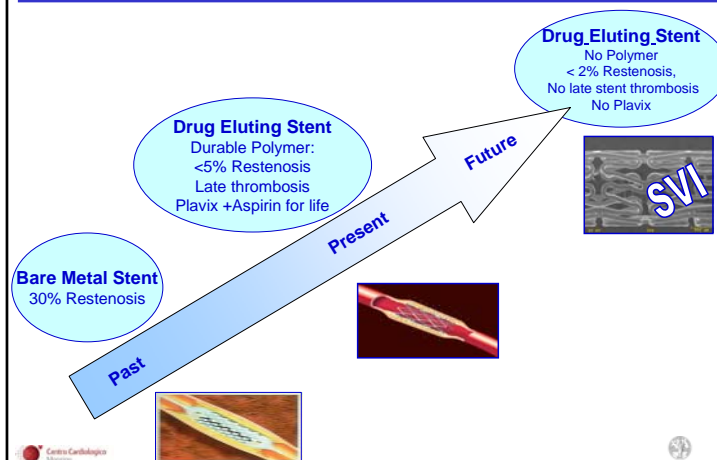 Drug Eluting Stent
No Polymer
< 2% Restenosis,
No late stent thrombosis
No Plavix
Drug Eluting Stent
Durable Polymer:
<5% Restenosis
Late thrombosis
Plavix +Aspirin for life
Bare Metal Stent
30% Restenosis
Future
Present
Past
SVI
Centro Cardiologico